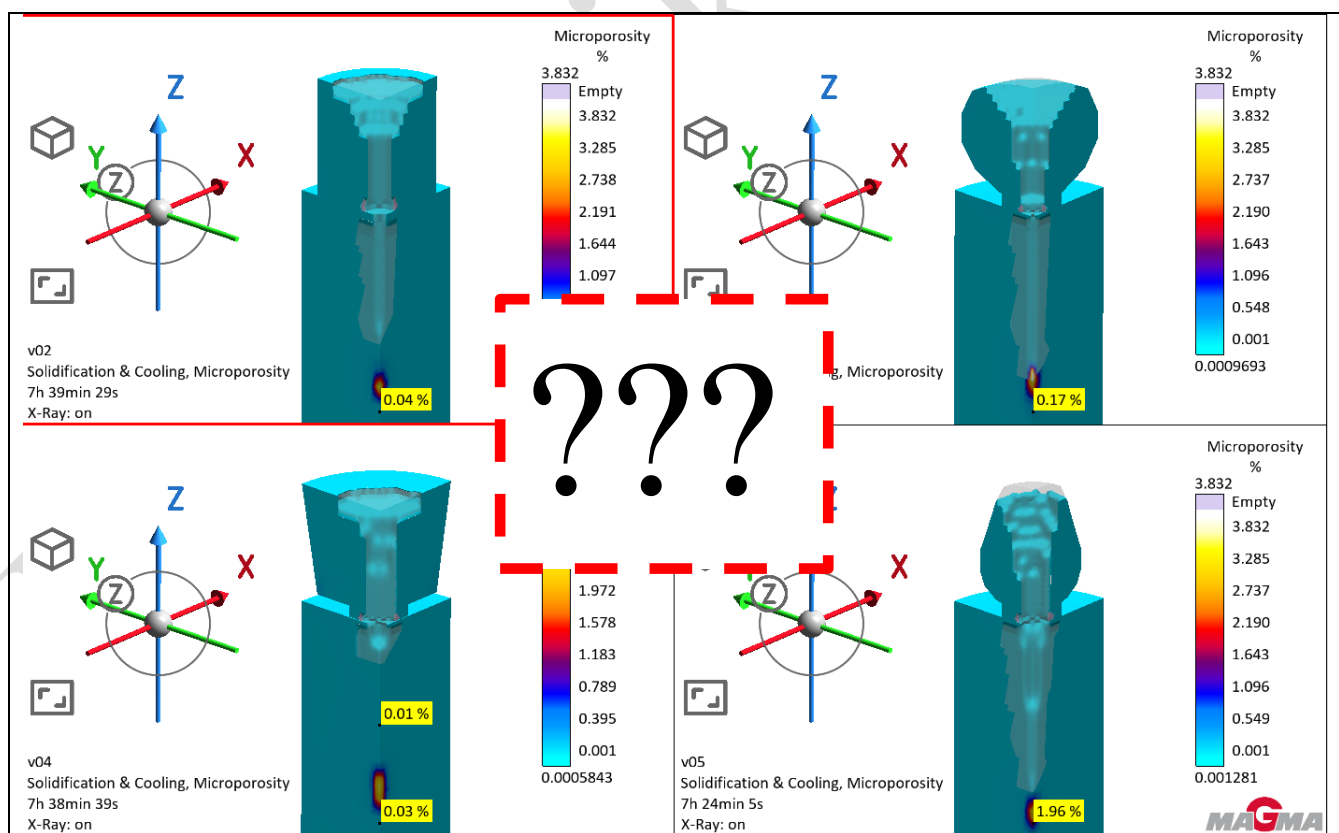 Microporosity
%
3.832
Empty
3.832
3.285
2.738
2.191
1.644
1.097
Z
Y
X
Z
v02
Solidification & Cooling, Microporosity
7h 39min 29s
X-Ray: on
0.04 %
Microporosity
%
3.832
Empty
3.832
3.285
2.737
2.190
1.643
1.096
0.548
0.001
0.0009693
Z
Y
X
Z
g, Microporosity
0.17 %
???
Z
Y
X
Z
1.972
1.578
1.183
0.789
0.395
0.001
0.0005843
0.01 %
0.03 %
v04
Solidification & Cooling, Microporosity
7h 38min 39s
X-Ray: on
Microporosity
%
3.832
Empty
3.832
3.285
2.737
2.190
1.643
1.096
0.549
0.001
0.001281
Y
X
Z
v05
Solidification & Cooling, Microporosity
7h 24min 5s
X-Ray: on
1.96 %
MAGMA